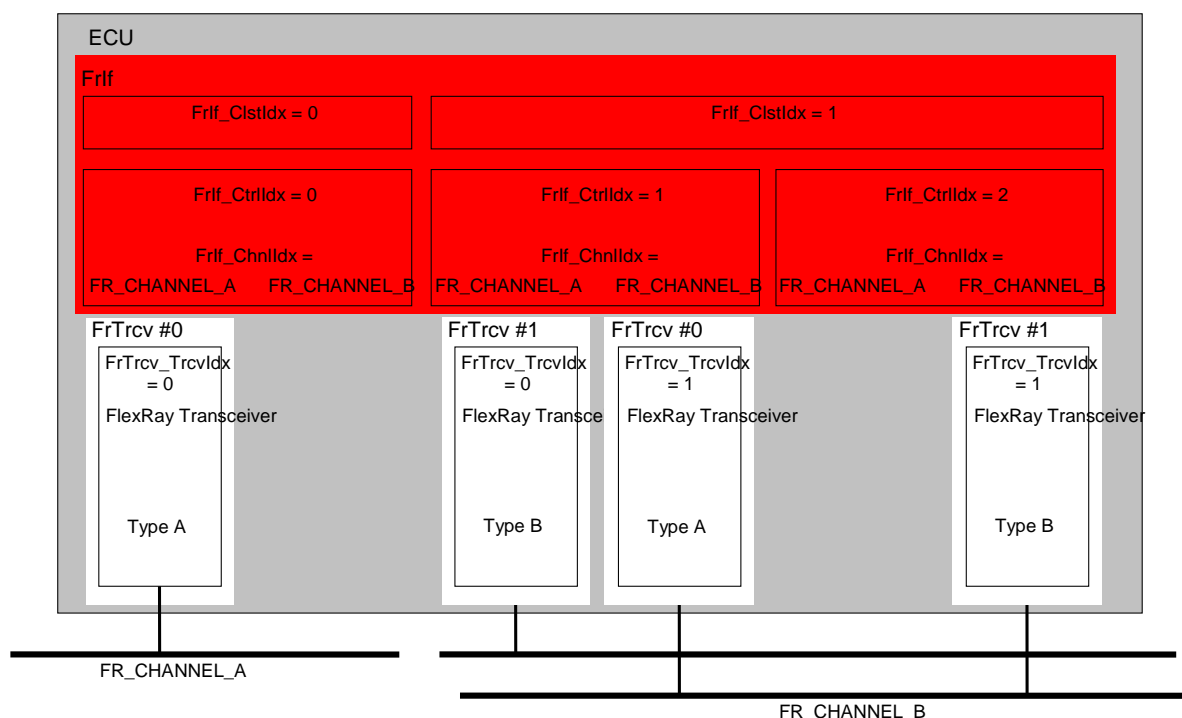 ECU
FrIf
FrIf_ClstIdx = 0
FrIf_ClstIdx = 1
FrIf_CtrlIdx = 0
FrIf_CtrlIdx = 1
FrIf_CtrlIdx = 2
FrIf_ChnlIdx =
FrIf_ChnlIdx =
FrIf_ChnlIdx =
FR_CHANNEL_A
FR_CHANNEL_B
FR_CHANNEL_A
FR_CHANNEL_B
FR_CHANNEL_A
FR_CHANNEL_B
FrTrcv #0
FrTrcv_TrcvIdx
= 0
FlexRay Transceiver
Type A
FrTrcv #1
FrTrcv_TrcvIdx
= 0
FlexRay Transce
Type B
FrTrcv #0
FrTrcv_TrcvIdx
= 1
FlexRay Transceiver
Type A
FrTrcv #1
FrTrcv_TrcvIdx
= 1
FlexRay Transceiver
Type B
FR_CHANNEL_A
FR_CHANNEL_B